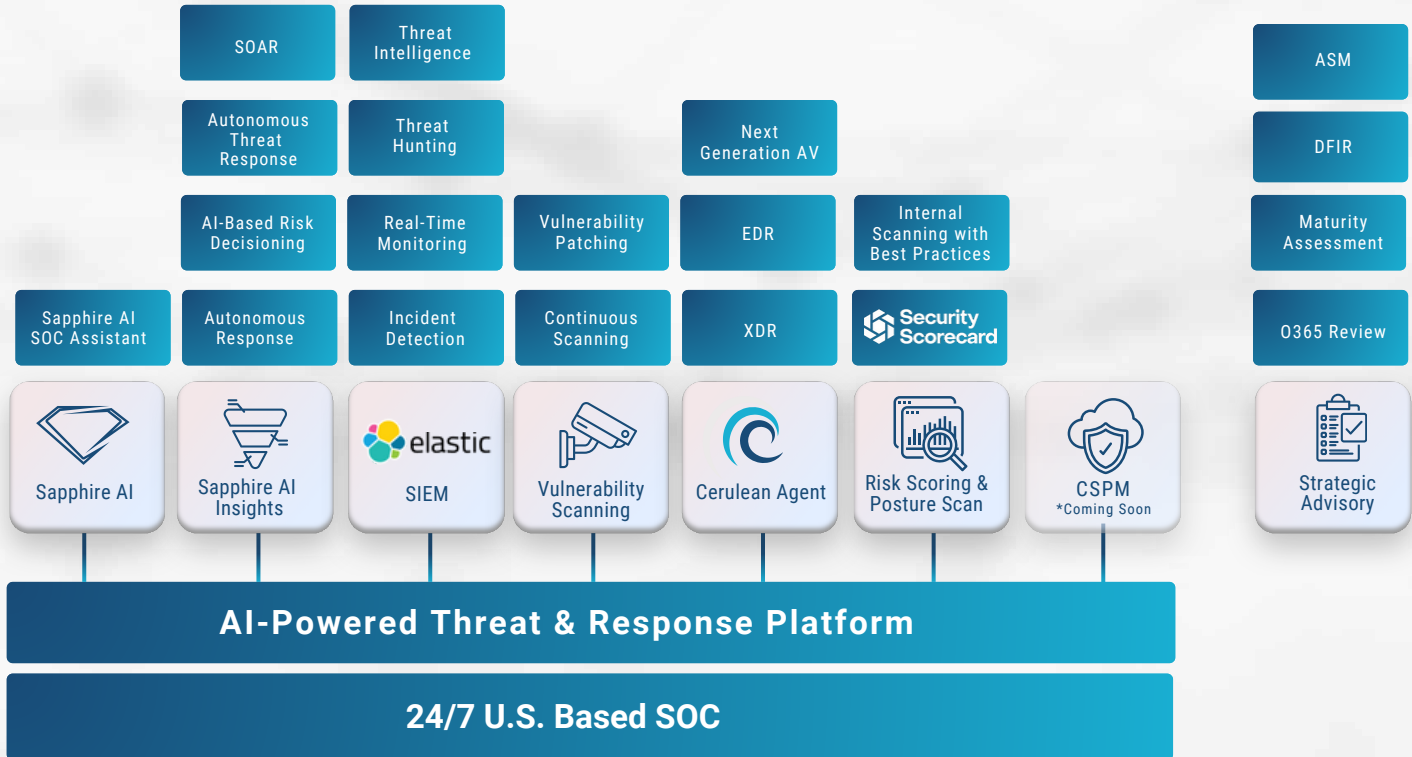 SOAR
Threat
Intelligence
ASM
Autonomous
Threat
Response
Threat
Hunting
Next
Generation AV
DFIR
AI-Based Risk
Decisioning
Real-Time
Monitoring
Vulnerability
Patching
EDR
Internal
Scanning with
Best Practices
Maturity
Assessment
Sapphire AI
SOC Assistant
Autonomous
Response
Incident
Detection
Continuous
Scanning
XDR
Security
Scorecard
O365 Review
Sapphire AI
Sapphire AI
Insights
elastic
SIEM
Vulnerability
Scanning
Cerulean Agent
Risk Scoring &
Posture Scan
CSPM
*Coming Soon
Strategic
Advisory
AI-Powered Threat & Response Platform
24/7 U.S. Based SOC